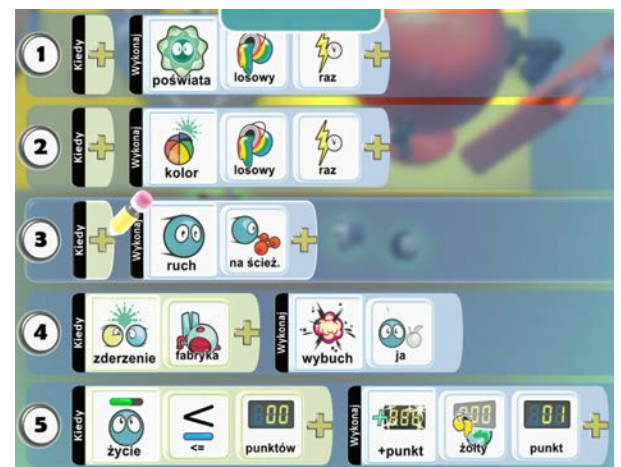 1 Kiedy Wykonaj poświata losowy raz
2 Kiedy Wykonaj kolor losowy raz
3 Kiedy Wykonaj ruch na ścież.
4 Kiedy zderzenie fabryka Wykonaj wybuch ja
5 Kiedy życie <= punktów 00 Wykonaj +punkt żółty 000 punkt 01